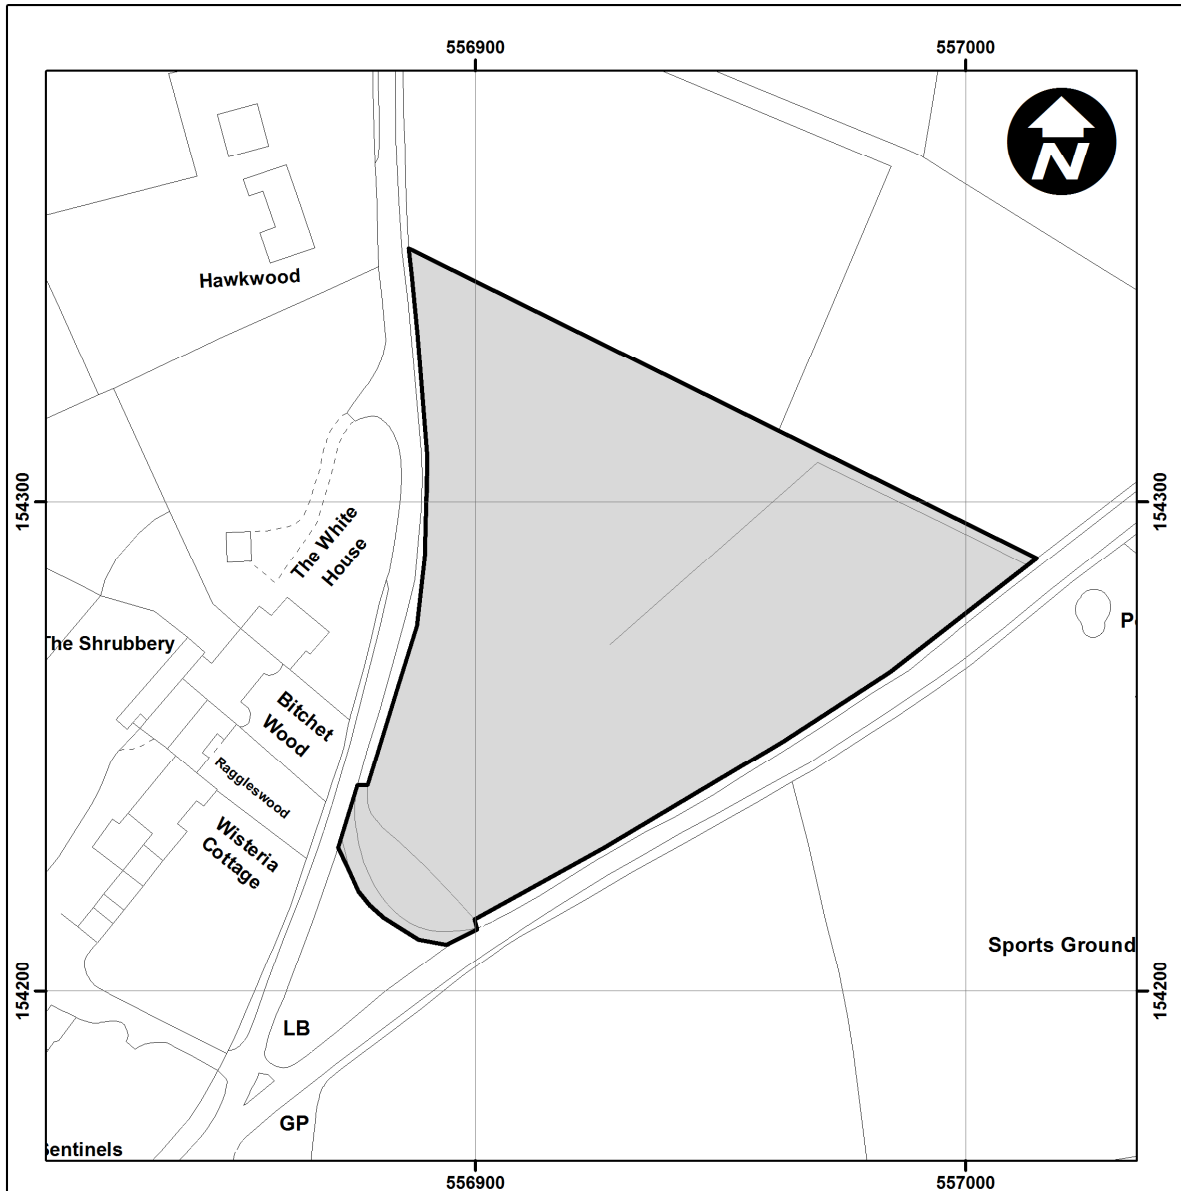 556900
557000
N
Hawkwood
154300
154300
The White
House
The Shrubbery
Bitchet
Wood
Raggleswood
Wisteria
Cottage
Sports Ground
154200
154200
LB
GP
556900
557000